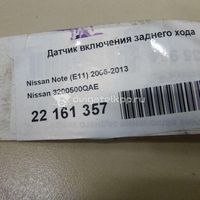 Датчик включения заднего хода
Nissan Note (E11) 2006-2013
Nissan 3200500QAE
22 161 357